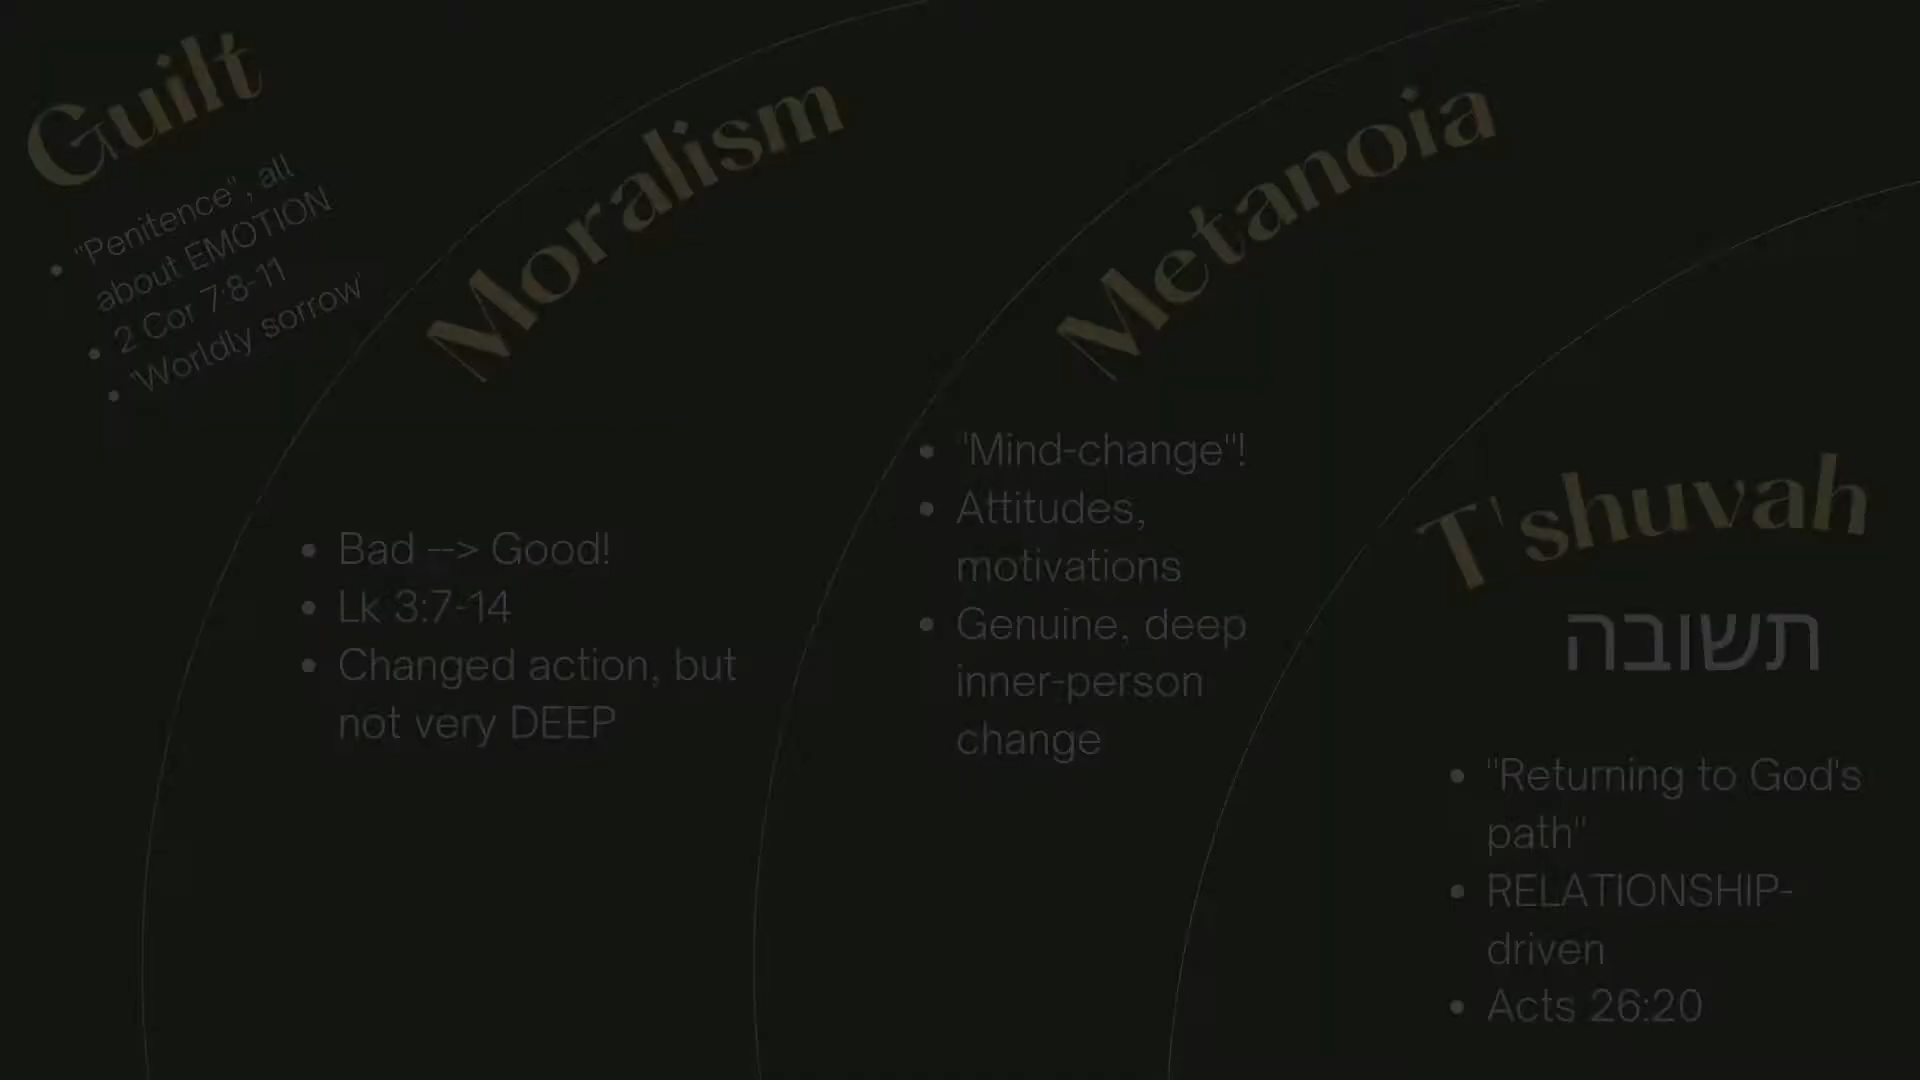 Guilt
• "Penitence", all
about EMOTION
• 2 Cor 7:8-11
• 'Worldly sorrow'
Moralism
• Bad --> Good!
• Lk 3:7-14
• Changed action, but
not very DEEP
Metanoia
• "Mind-change"!
• Attitudes,
motivations
• Genuine, deep
inner-person
change
T'shuvah
תשובה
• "Returning to God's
path"
• RELATIONSHIP-
driven
• Acts 26:20